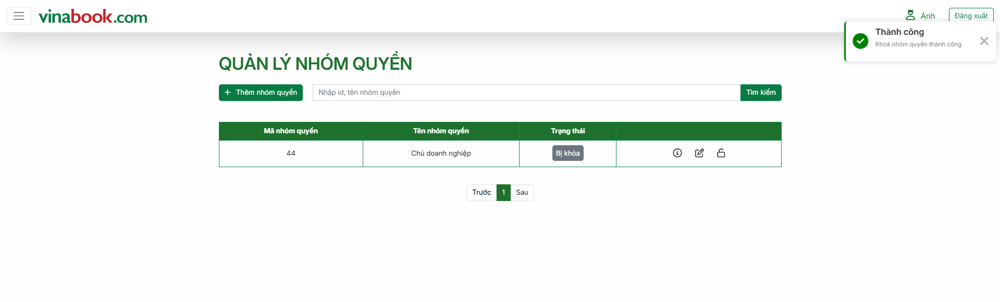 vinabook.com
Ánh
Đăng xuất
Thành công
Khoá nhóm quyền thành công
QUẢN LÝ NHÓM QUYỀN
Thêm nhóm quyền
Nhập id, tên nhóm quyền
Tìm kiếm
Mã nhóm quyền Tên nhóm quyền Trạng thái
44 Chủ doanh nghiệp Bị khóa
Trước 1 Sau